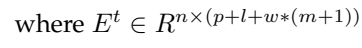 where $E^t \in R^{n \times (p+l+w*(m+1))}$